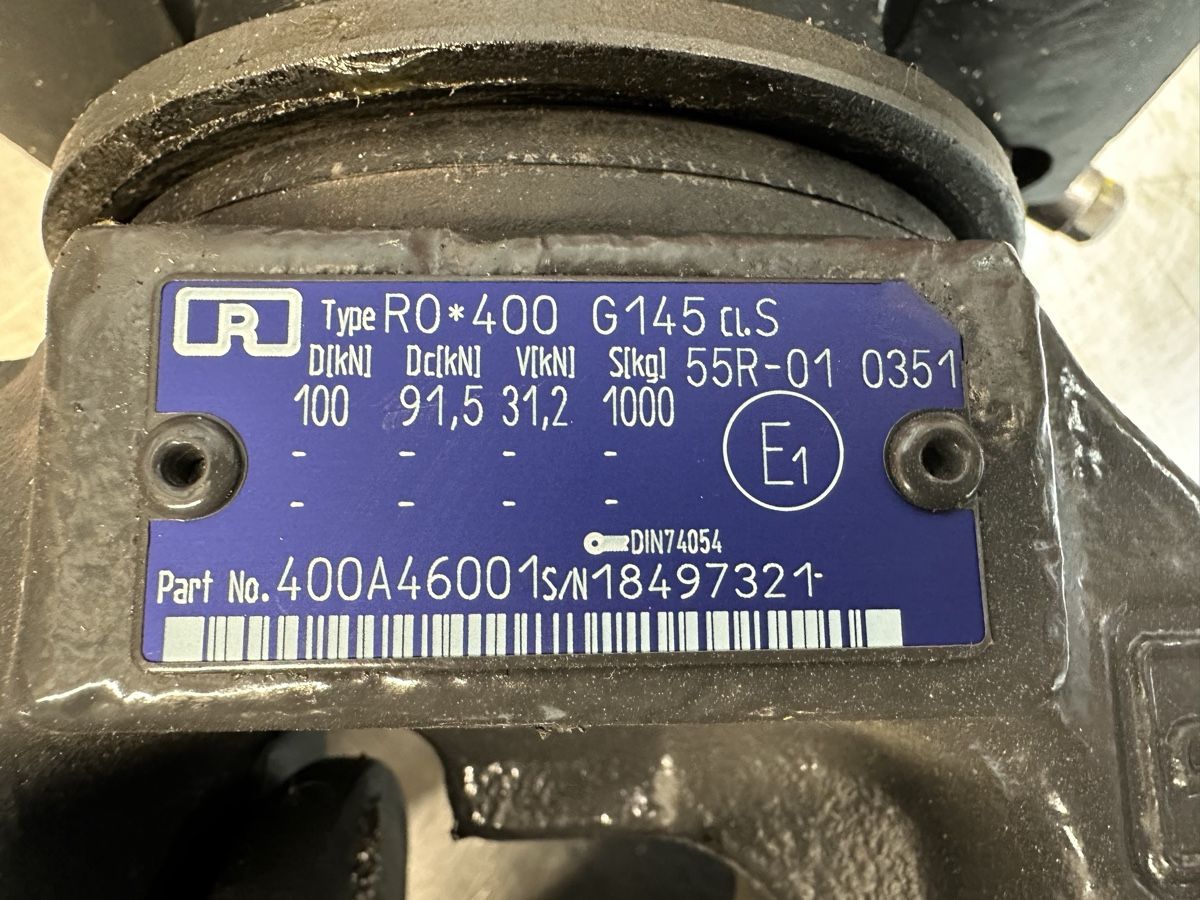 R Type RO*400 G145 Cl.S
D[kN] Dc[kN] V[kN] S[kg] 55R-01 0351
100 91,5 31,2 1000
E1
- - - -
- - - -
DIN74054
Part No. 400A46001 S/N 18497321-